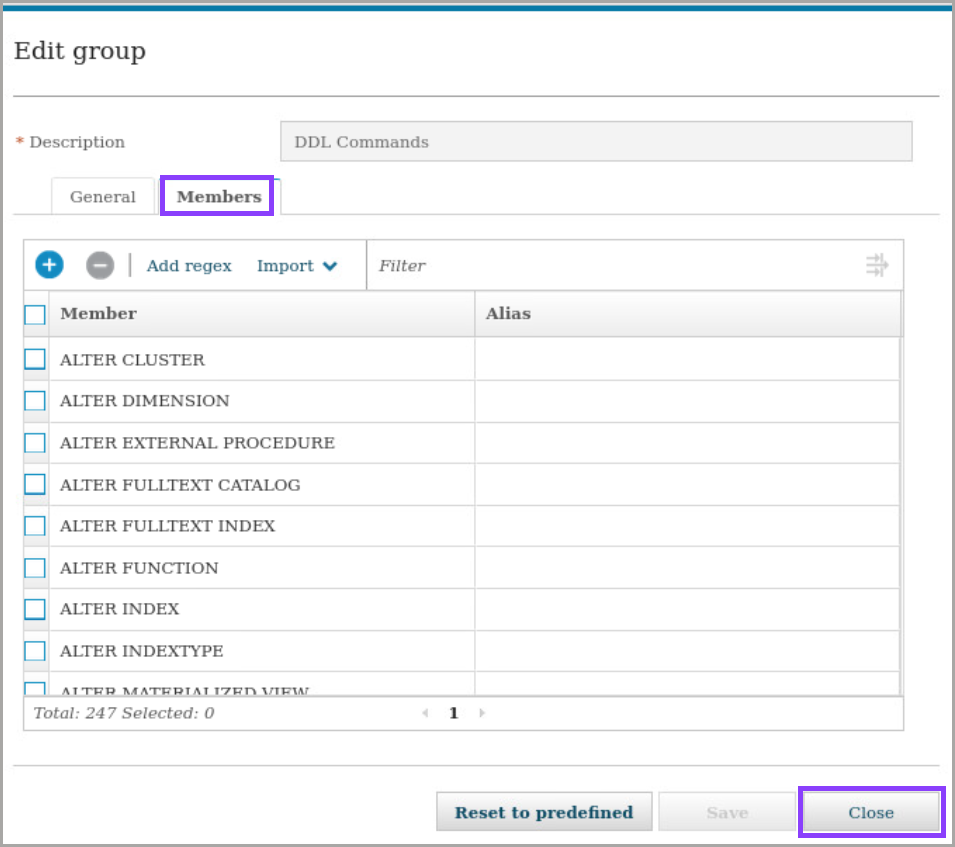 Edit group
* Description DDL Commands
General Members
Add regex Import Filter
Member Alias
ALTER CLUSTER
ALTER DIMENSION
ALTER EXTERNAL PROCEDURE
ALTER FULLTEXT CATALOG
ALTER FULLTEXT INDEX
ALTER FUNCTION
ALTER INDEX
ALTER INDEXTYPE
ALTER MATERIALIZED VIEW
Total: 247 Selected: 0 1
Reset to predefined Save Close